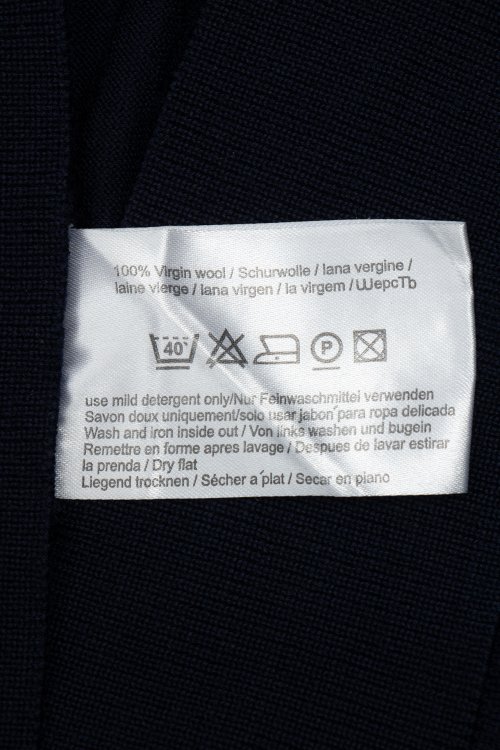 100% Virgin wool / Schurwolle / lana vergine /
laine vierge / lana virgen / la virgem / ШерсТЬ
40° P
use mild detergent only/Nur Feinwaschmittel verwenden
Savon doux uniquement/solo usar jabon para ropa delicada
Wash and iron inside out / Von links waschen und bugeln
Remettre en forme apres lavage / Despues de lavar estirar
la prenda / Dry flat
Liegend trocknen / Sécher a´plat / Secar en plano